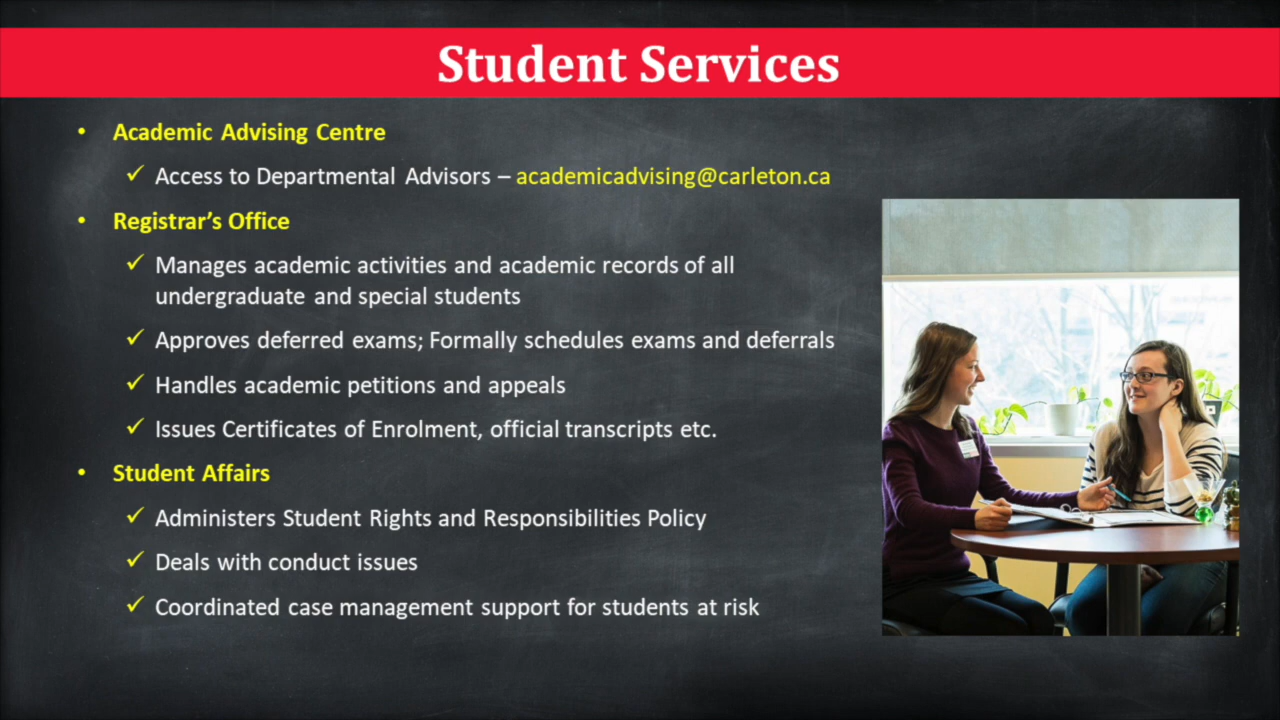 Student Services
• Academic Advising Centre
✓ Access to Departmental Advisors – academicadvising@carleton.ca
• Registrar’s Office
✓ Manages academic activities and academic records of all
undergraduate and special students
✓ Approves deferred exams; Formally schedules exams and deferrals
✓ Handles academic petitions and appeals
✓ Issues Certificates of Enrolment, official transcripts etc.
• Student Affairs
✓ Administers Student Rights and Responsibilities Policy
✓ Deals with conduct issues
✓ Coordinated case management support for students at risk